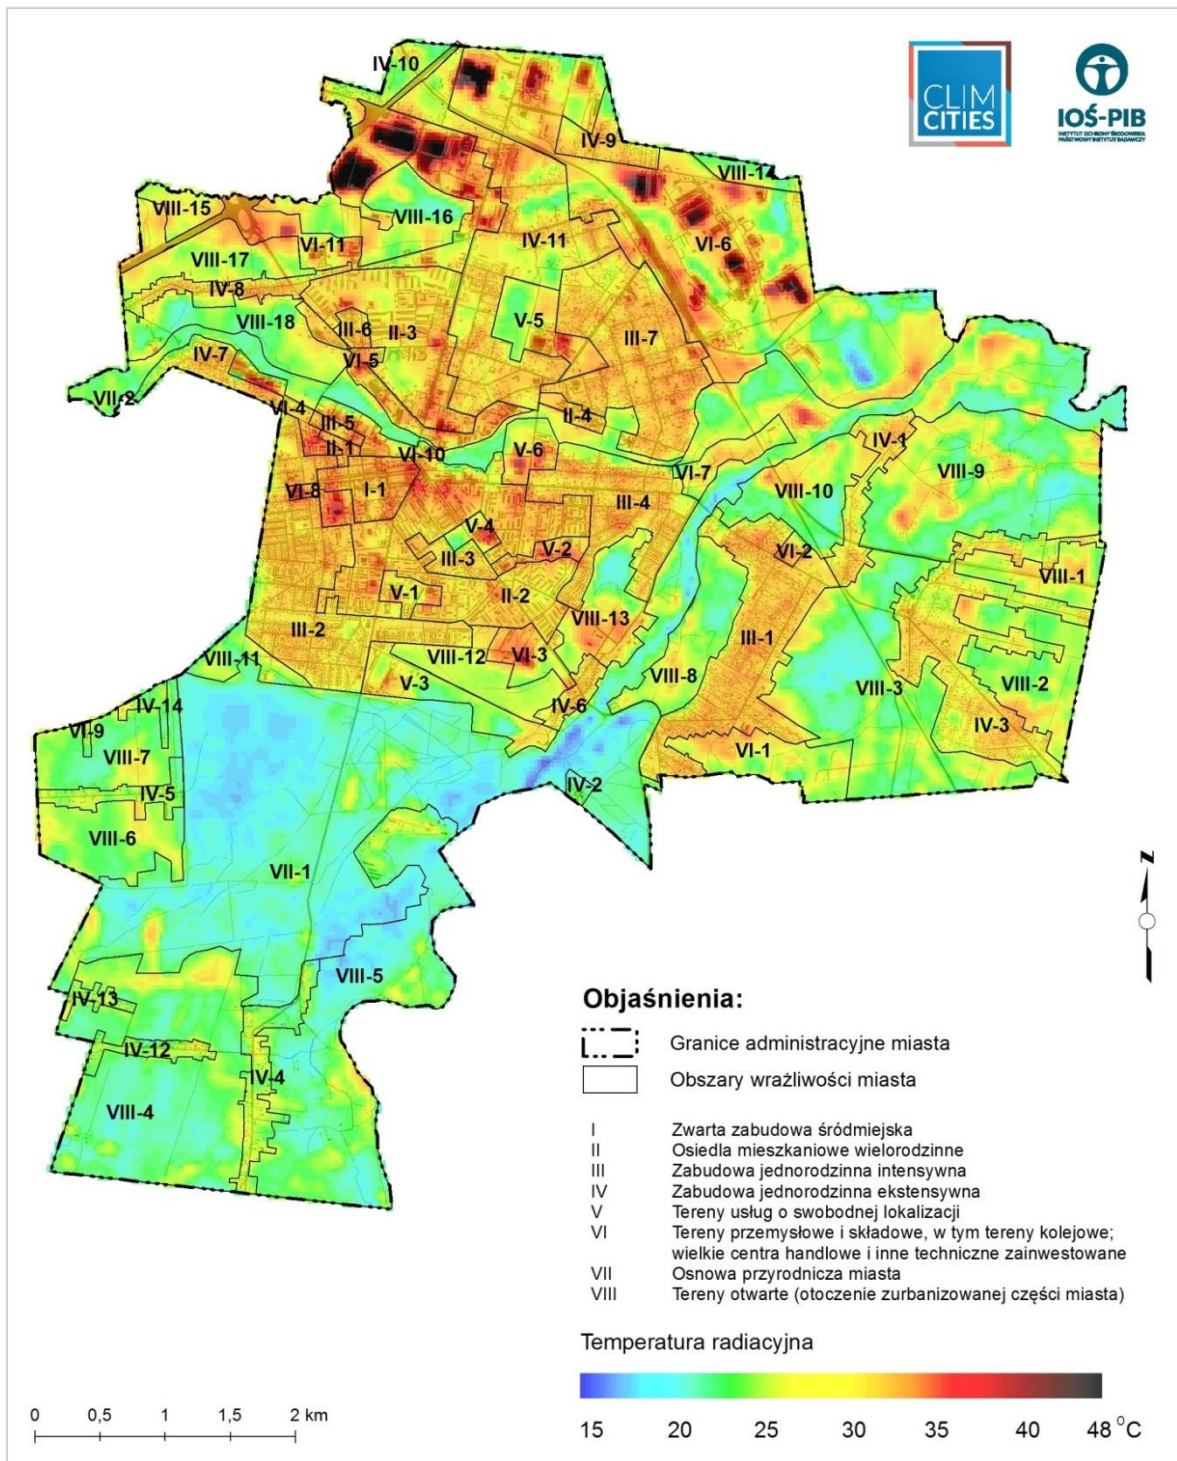 IV-10
CLIM
CITIES
IOŚ-PIB
INSTYTUT OCHRONY ŚRODOWISKA
PAŃSTWOWY INSTYTUT BADAWCZY
IV-9
VIII-14
VIII-15
VIII-16
IV-11
VI-6
VI-11
VIII-17
IV-8
VIII-18
III-6
II-3
V-5
III-7
IV-7
VI-5
VII-2
VI-4
III-5
II-4
II-1
VI-10
V-6
IV-1
VI-7
VIII-9
VI-8
I-1
VIII-10
III-4
V-4
III-3
V-2
VI-2
VIII-1
V-1
II-2
III-2
VIII-13
III-1
VIII-11
VIII-12
VI-3
V-3
VIII-8
VIII-3
VIII-2
IV-14
IV-6
VI-9
IV-3
VIII-7
VI-1
IV-5
IV-2
VIII-6
VII-1
VIII-5
IV-13
IV-12
IV-4
VIII-4
N
Objaśnienia:
Granice administracyjne miasta
Obszary wrażliwości miasta
I Zwarta zabudowa śródmiejska
II Osiedla mieszkaniowe wielorodzinne
III Zabudowa jednorodzinna intensywna
IV Zabudowa jednorodzinna ekstensywna
V Tereny usług o swobodnej lokalizacji
VI Tereny przemysłowe i składowe, w tym tereny kolejowe;
wielkie centra handlowe i inne techniczne zainwestowane
VII Osnowa przyrodnicza miasta
VIII Tereny otwarte (otoczenie zurbanizowanej części miasta)
Temperatura radiacyjna
15 20 25 30 35 40 48 °C
0 0,5 1 1,5 2 km